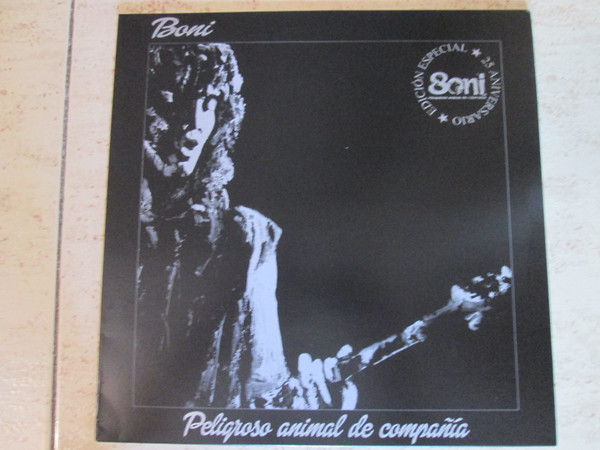 Boni
EDICIÓN ESPECIAL ★ 25 ANIVERSARIO ★
Boni
Peligroso animal de compañía